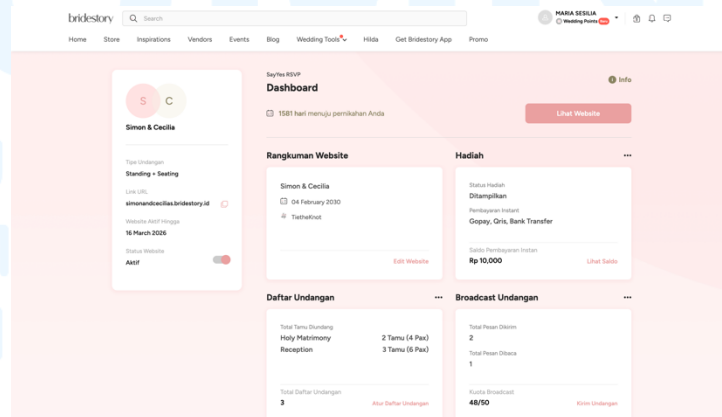 bridestory
Search
MARIA SESILIA
Wedding Points New
Home Store Inspirations Vendors Events Blog Wedding Tools Hilda Get Bridestory App Promo
S C
Simon & Cecilia
Tipe Undangan
Standing + Seating
Link URL
simonandcecilias.bridestory.id
Website Aktif Hingga
16 March 2026
Status Website
Aktif
SayYes RSVP
Dashboard
Info
1581 hari menuju pernikahan Anda
Lihat Website
Rangkuman Website
Simon & Cecilia
04 February 2030
# TietheKnot
Edit Website
Hadiah
Status Hadiah
Ditampilkan
Pembayaran Instant
Gopay, Qris, Bank Transfer
Saldo Pembayaran Instan
Rp 10,000
Lihat Saldo
Daftar Undangan
Total Tamu Diundang
Holy Matrimony 2 Tamu (4 Pax)
Reception 3 Tamu (6 Pax)
Total Daftar Undangan
3
Atur Daftar Undangan
Broadcast Undangan
Total Pesan Dikirim
2
Total Pesan Dibaca
1
Kuota Broadcast
48/50
Kirim Undangan